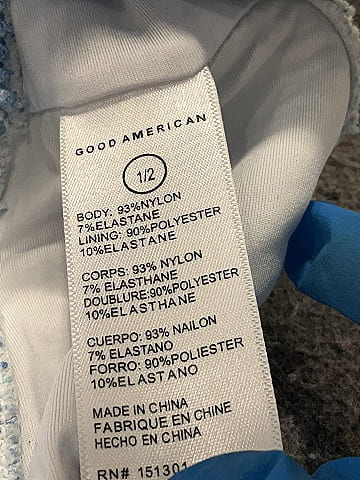 GOOD AMERICAN
1/2
BODY: 93%NYLON
7%ELASTANE
LINING: 90%POLYESTER
10%ELASTANE
CORPS: 93% NYLON
7% ELASTHANE
DOUBLURE:90%POLYESTER
10%ELASTHANE
CUERPO: 93% NAILON
7% ELASTANO
FORRO: 90%POLIESTER
10%ELASTANO
MADE IN CHINA
FABRIQUE EN CHINE
HECHO EN CHINA
RN# 151301